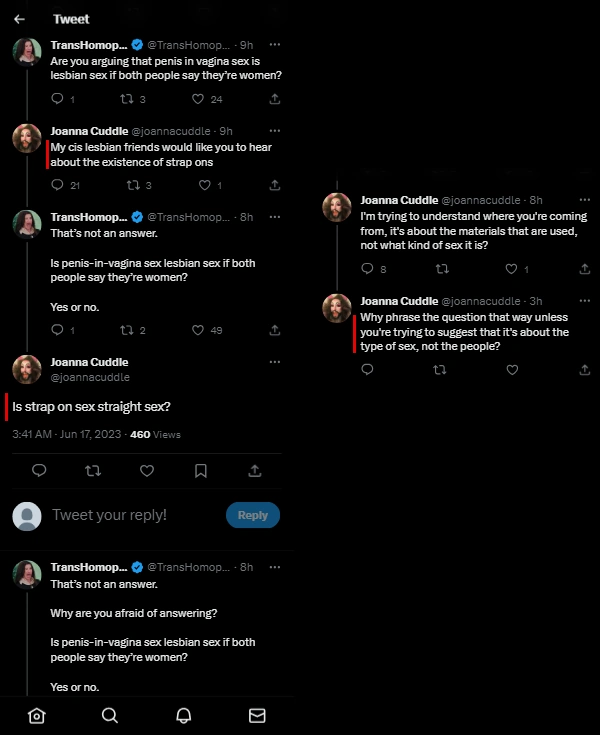 Tweet
TransHomop... @TransHomop... · 9h
Are you arguing that penis in vagina sex is
lesbian sex if both people say they’re women?
1 3 24
Joanna Cuddle @joannacuddle · 9h
My cis lesbian friends would like you to hear
about the existence of strap ons
21 3 1
TransHomop... @TransHomop... · 8h
That’s not an answer.
Is penis-in-vagina sex lesbian sex if both
people say they’re women?
Yes or no.
1 2 49
Joanna Cuddle
@joannacuddle
Is strap on sex straight sex?
3:41 AM · Jun 17, 2023 · 460 Views
Tweet your reply!
Reply
TransHomop... @TransHomop... · 8h
That’s not an answer.
Why are you afraid of answering?
Is penis-in-vagina sex lesbian sex if both
people say they’re women?
Yes or no.
Joanna Cuddle @joannacuddle · 8h
I'm trying to understand where you're coming
from, it's about the materials that are used,
not what kind of sex it is?
8 1
Joanna Cuddle @joannacuddle · 3h
Why phrase the question that way unless
you're trying to suggest that it's about the
type of sex, not the people?